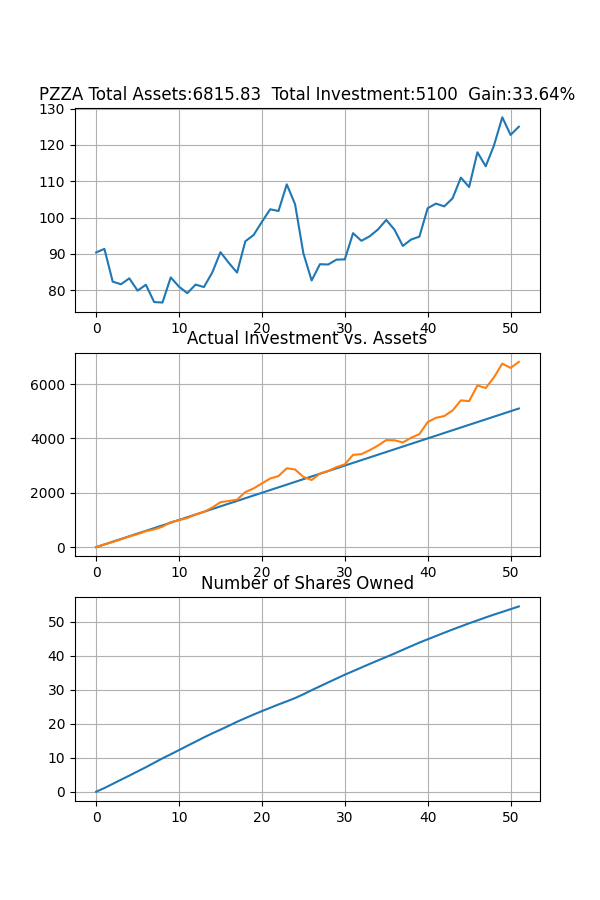 PZZA Total Assets:6815.83  Total Investment:5100  Gain:33.64%
130
120
110
100
90
80
0 10 20 30 40 50
Actual Investment vs. Assets
6000
4000
2000
0
0 10 20 30 40 50
Number of Shares Owned
50
40
30
20
10
0
0 10 20 30 40 50